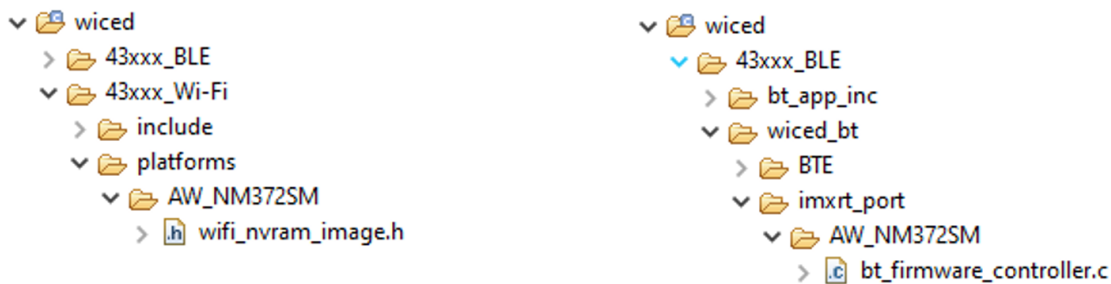 wiced
43xxx_BLE
43xxx_Wi-Fi
include
platforms
AW_NM372SM
wifi_nvram_image.h
wiced
43xxx_BLE
bt_app_inc
wiced_bt
BTE
imxrt_port
AW_NM372SM
bt_firmware_controller.c